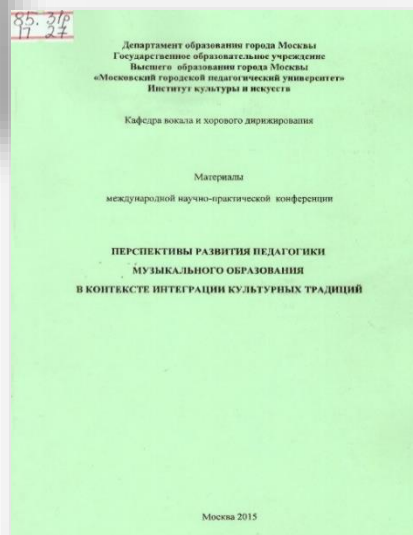 85.31р
П 27
Департамент образования города Москвы
Государственное образовательное учреждение
Высшего образования города Москвы
«Московский городской педагогический университет»
Институт культуры и искусств
Кафедра вокала и хорового дирижирования
Материалы
международной научно-практической конференции
ПЕРСПЕКТИВЫ РАЗВИТИЯ ПЕДАГОГИКИ
МУЗЫКАЛЬНОГО ОБРАЗОВАНИЯ
В КОНТЕКСТЕ ИНТЕГРАЦИИ КУЛЬТУРНЫХ ТРАДИЦИЙ
Москва 2015